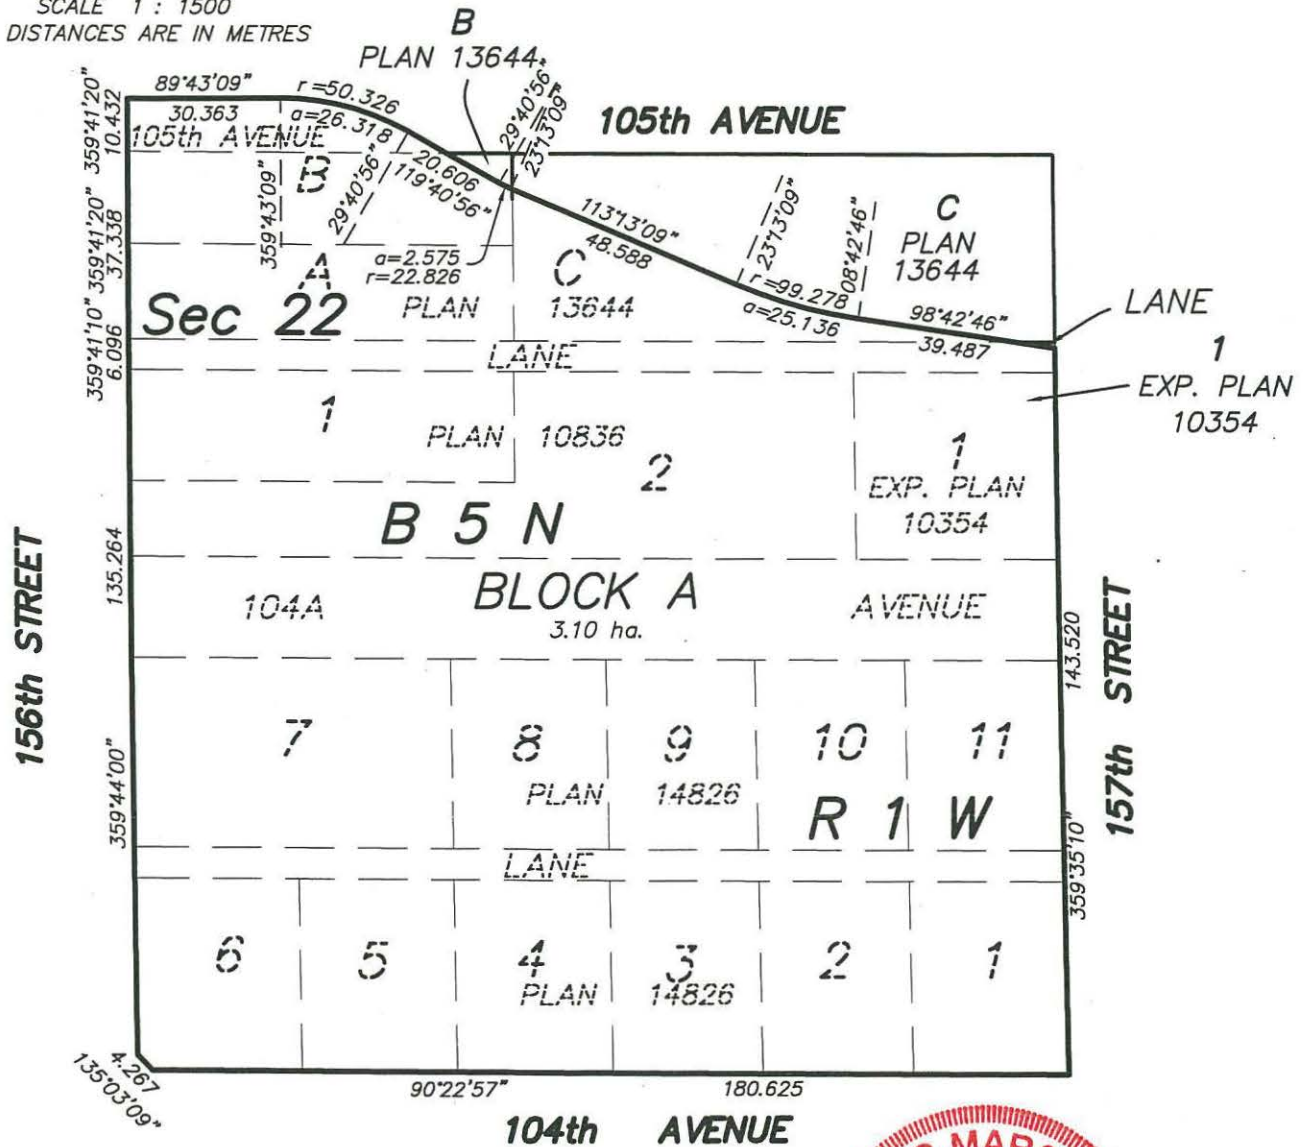 SCALE 1 : 1500
DISTANCES ARE IN METRES
B
PLAN 13644
89°43'09"
30.363
r=50.326
a=26.318
29°40'56"
23°13'09"
105th AVENUE
359°41'20"
10.432
105th AVENUE
B
359°43'09"
29°40'56"
20.606
119°40'56"
113°13'09"
48.588
23°13'09"
08°42'46"
C
PLAN
13644
359°41'20"
37.338
a=2.575
r=22.826
A
C
r=99.278
a=25.136
98°42'46"
39.487
LANE
Sec 22
PLAN 13644
359°41'10"
6.096
LANE
1
EXP. PLAN
10354
1
PLAN 10836
2
1
EXP. PLAN
10354
B 5 N
156th STREET
135.264
BLOCK A
3.10 ha.
104A AVENUE
143.520
157th STREET
7
8
9
10
11
PLAN 14826
R 1 W
359°44'00"
359°35'10"
LANE
6
5
4
3
2
1
PLAN 14826
4.267
135°03'09"
90°22'57"
180.625
104th AVENUE